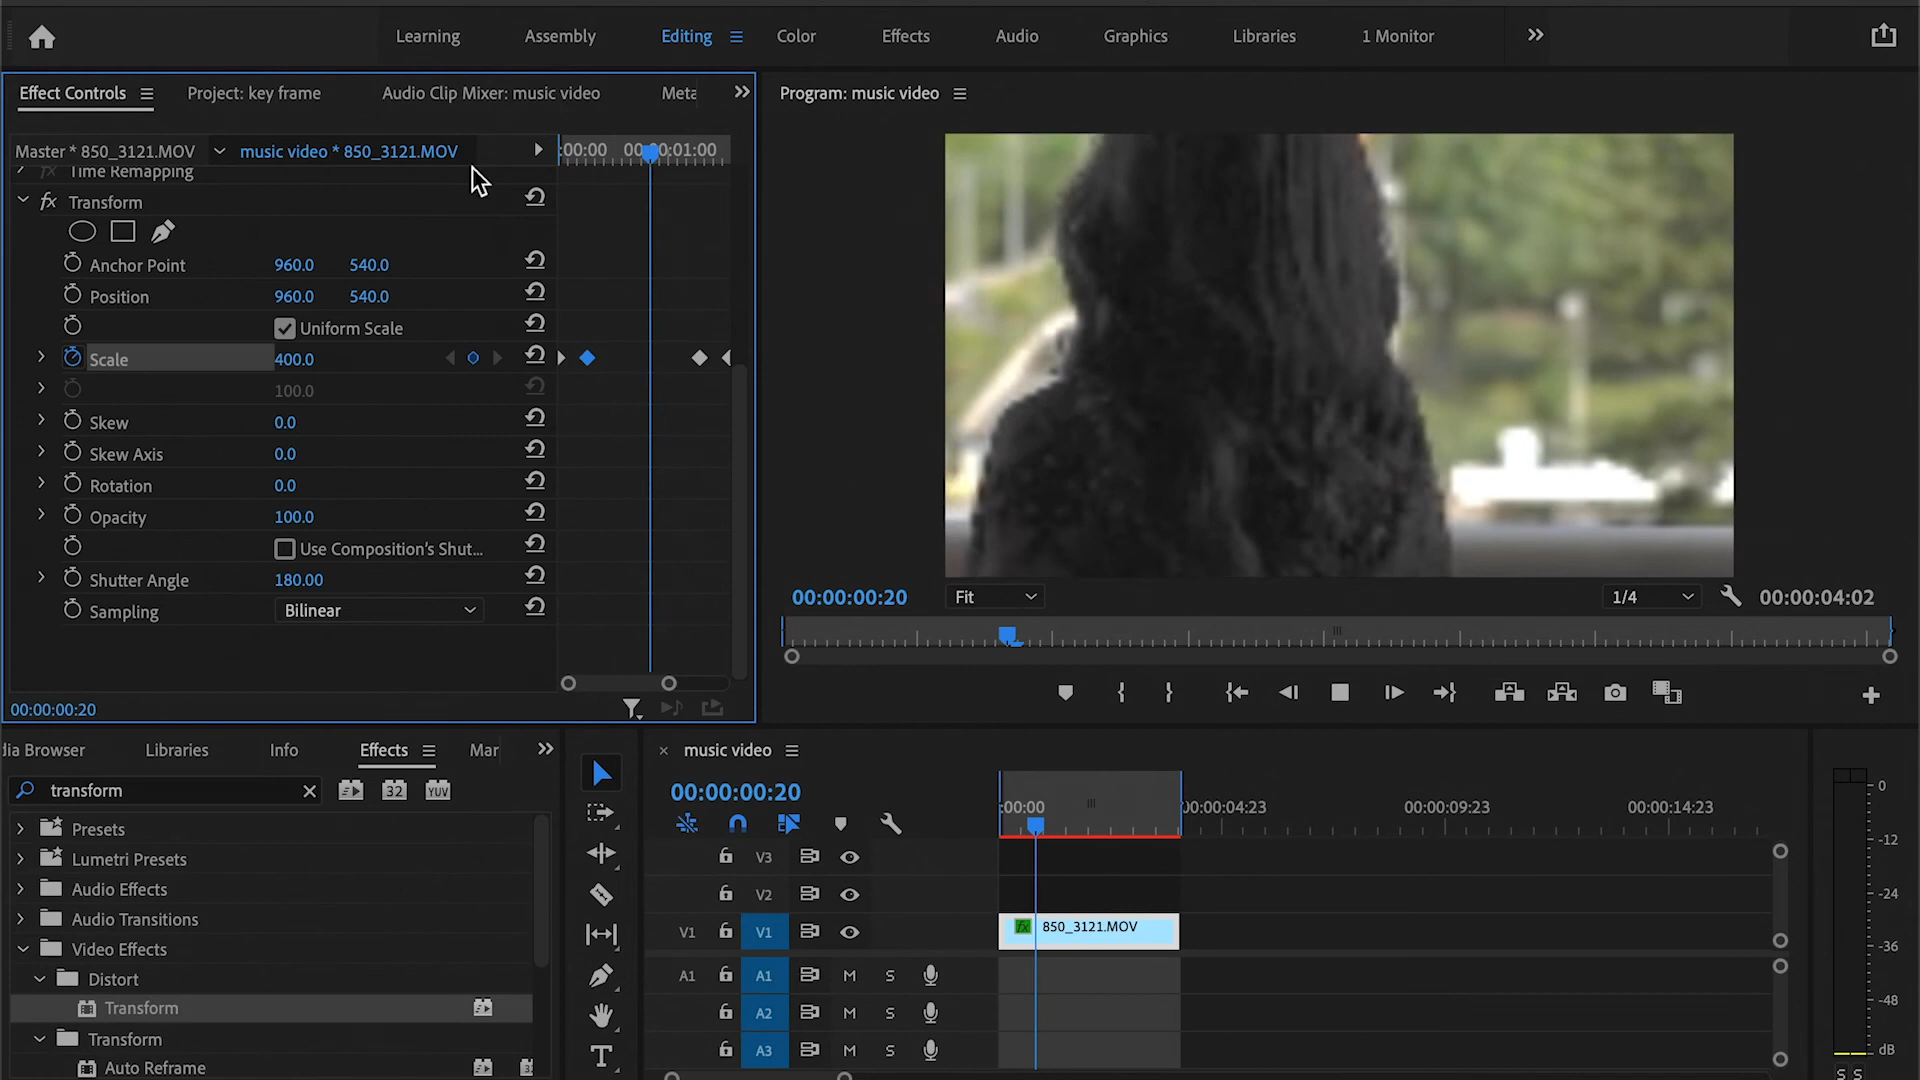 Learning Assembly Editing Color Effects Audio Graphics Libraries 1 Monitor
Effect Controls Project: key frame Audio Clip Mixer: music video Meta
Program: music video
Master * 850_3121.MOV music video * 850_3121.MOV
:00:00 00:00:01:00
fx Time Remapping
fx Transform
Anchor Point 960.0 540.0
Position 960.0 540.0
Uniform Scale
Scale 400.0
100.0
Skew 0.0
Skew Axis 0.0
Rotation 0.0
Opacity 100.0
Use Composition's Shut...
Shutter Angle 180.00
Sampling Bilinear
00:00:00:20
00:00:00:20 Fit 1/4 00:00:04:02
dia Browser Libraries Info Effects Mar
transform
32 YUV
Presets
Lumetri Presets
Audio Effects
Audio Transitions
Video Effects
Distort
Transform
Transform
Auto Reframe
× music video
00:00:00:20
:00:00 00:00:04:23 00:00:09:23 00:00:14:23
V3
V2
V1 V1 fx 850_3121.MOV
A1 A1 M S
A2 M S
A3 M S
0
-12
-24
-36
-48
dB
S S